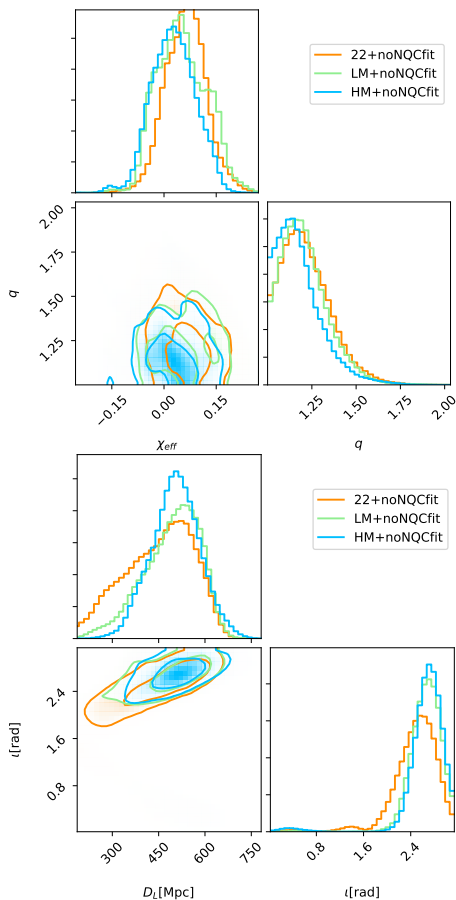 22+noNQCfit
LM+noNQCfit
HM+noNQCfit
2.00
1.75
1.50
1.25
q
−0.15
0.00
0.15
χeff
1.25
1.50
1.75
2.00
q
22+noNQCfit
LM+noNQCfit
HM+noNQCfit
2.4
1.6
0.8
ι[rad]
300
450
600
750
DL[Mpc]
0.8
1.6
2.4
ι[rad]